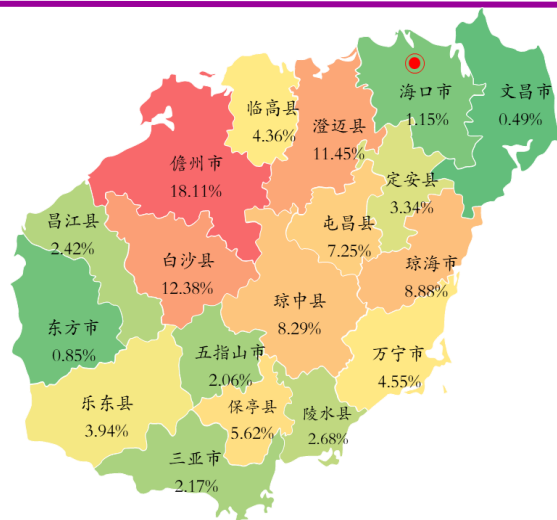 海口市
1.15%
文昌市
0.49%
临高县
4.36%
澄迈县
11.45%
儋州市
18.11%
定安县
3.34%
昌江县
2.42%
屯昌县
7.25%
白沙县
12.38%
琼海市
8.88%
琼中县
8.29%
东方市
0.85%
五指山市
2.06%
万宁市
4.55%
乐东县
3.94%
保亭县
5.62%
陵水县
2.68%
三亚市
2.17%